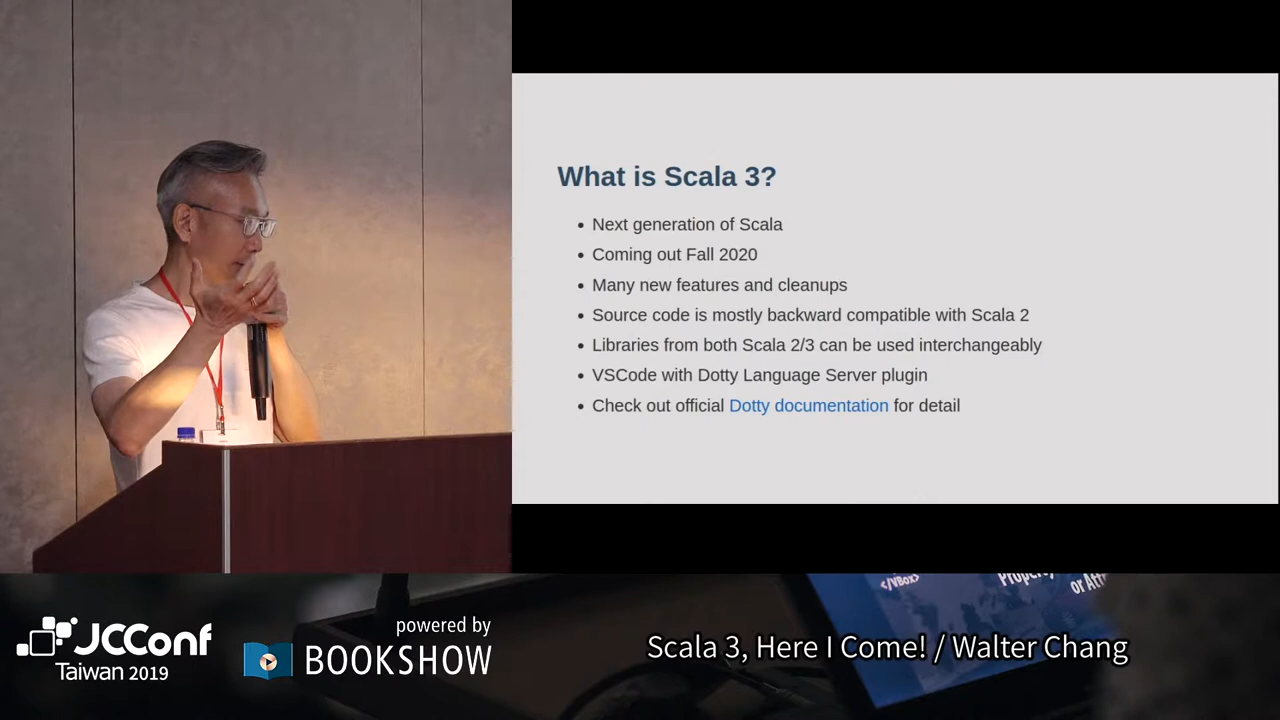 What is Scala 3?
Next generation of Scala
Coming out Fall 2020
Many new features and cleanups
Source code is mostly backward compatible with Scala 2
Libraries from both Scala 2/3 can be used interchangeably
VSCode with Dotty Language Server plugin
Check out official Dotty documentation for detail
</VBox>
or
JCConf
Taiwan 2019
powered by
BOOKSHOW
Scala 3, Here I Come! / Walter Chang